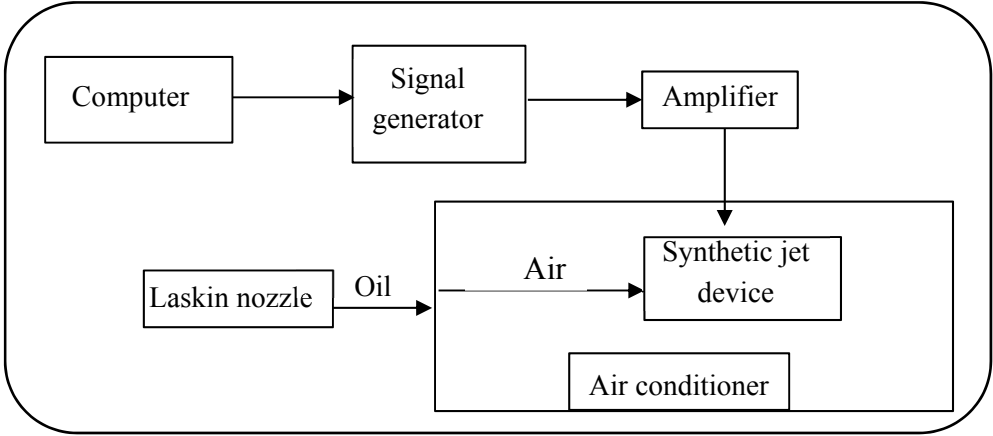 Computer
Signal
generator
Amplifier
Synthetic jet
device
Air
Oil
Laskin nozzle
Air conditioner